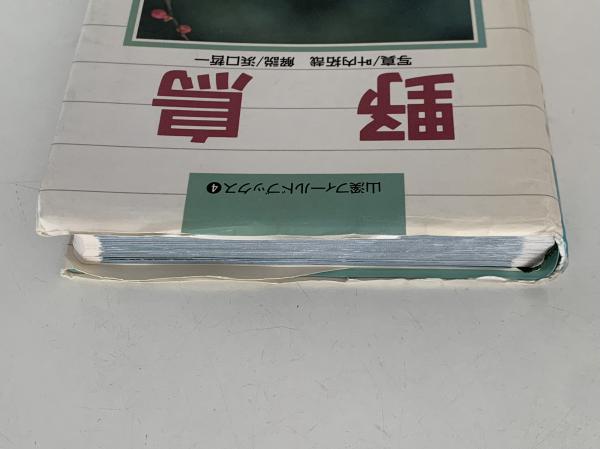 山溪フィールドブックス❹
野鳥
写真/叶内拓哉 解説/浜口哲一